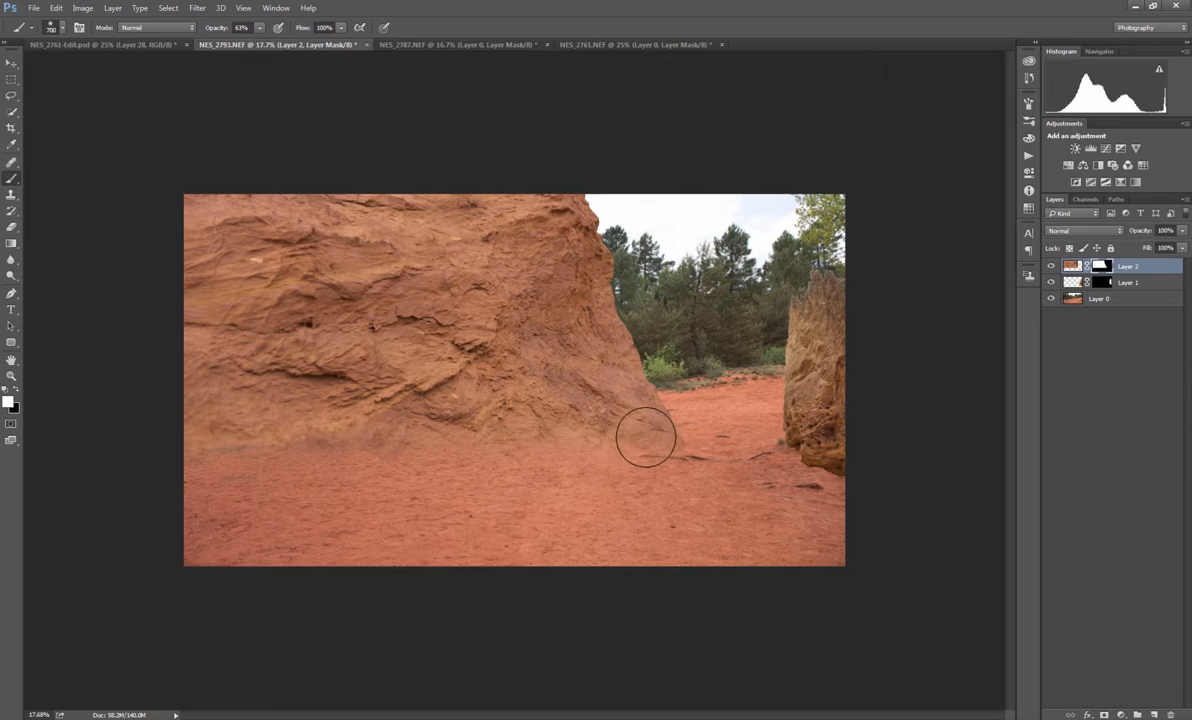 Ps File Edit Image Layer Type Select Filter 3D View Window Help
700 Mode: Normal Opacity: 63% Flow: 100% Photography
NES_2761-Edit.psd @ 25% (Layer 28, RGB/8) * × NES_2793.NEF @ 17.7% (Layer 2, Layer Mask/8) * × NES_2787.NEF @ 16.7% (Layer 0, Layer Mask/8) * × NES_2761.NEF @ 25% (Layer 0, Layer Mask/8) * ×
Histogram Navigator
Adjustments
Add an adjustment
Layers Channels Paths
Kind
Normal Opacity: 100%
Lock: Fill: 100%
Layer 2
Layer 1
Layer 0
17.68% Doc: 58.2M/140.0M